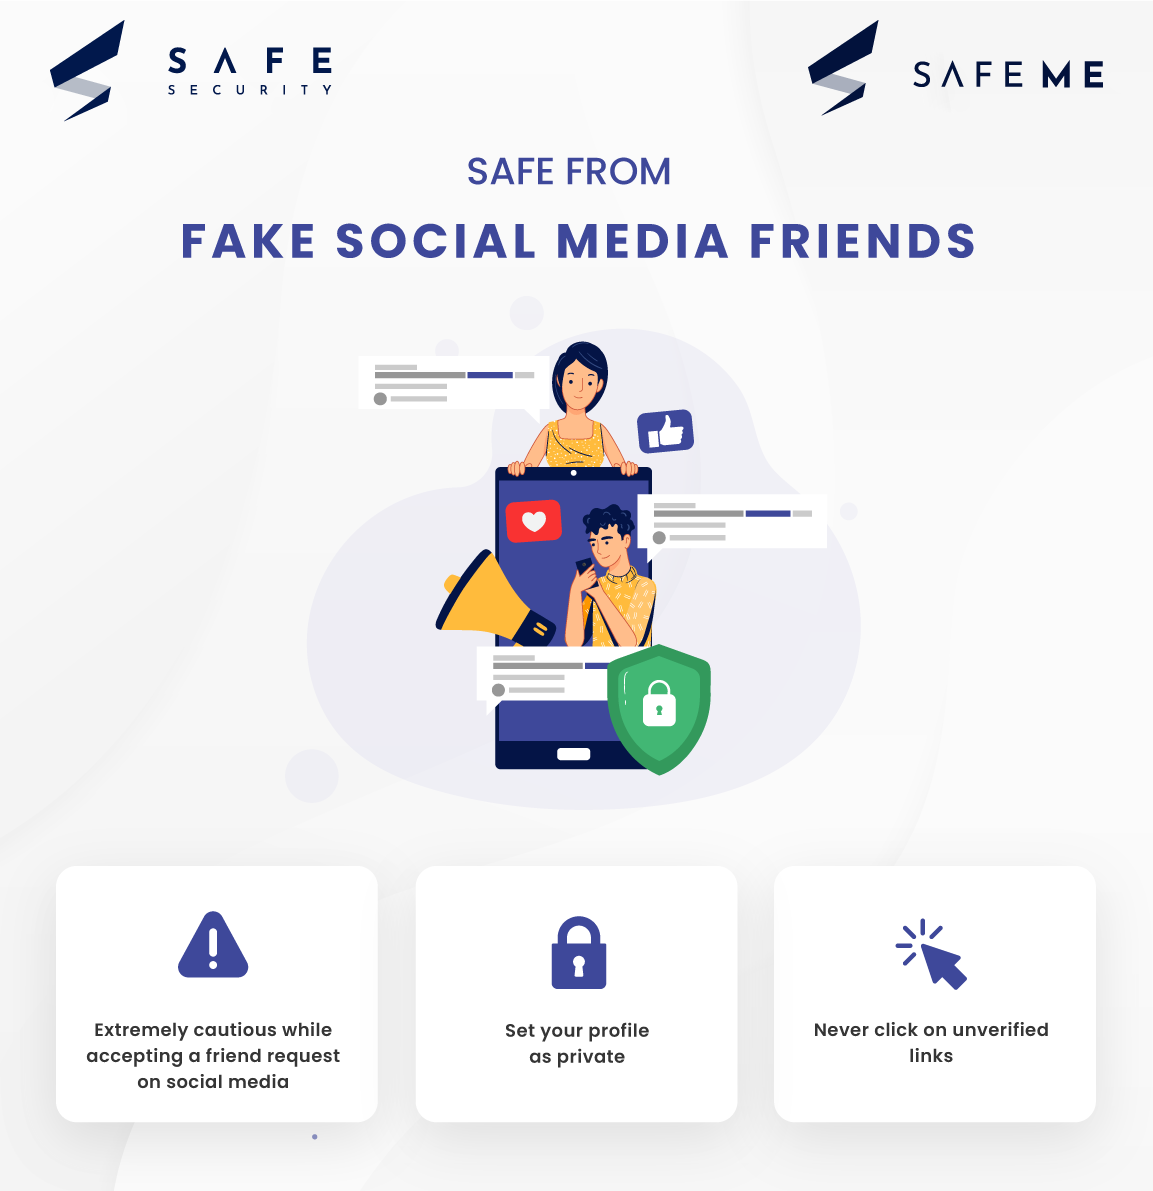 SAFE
SECURITY
SAFE ME
SAFE FROM
FAKE SOCIAL MEDIA FRIENDS
Extremely cautious while
accepting a friend request
on social media
Set your profile
as private
Never click on unverified
links